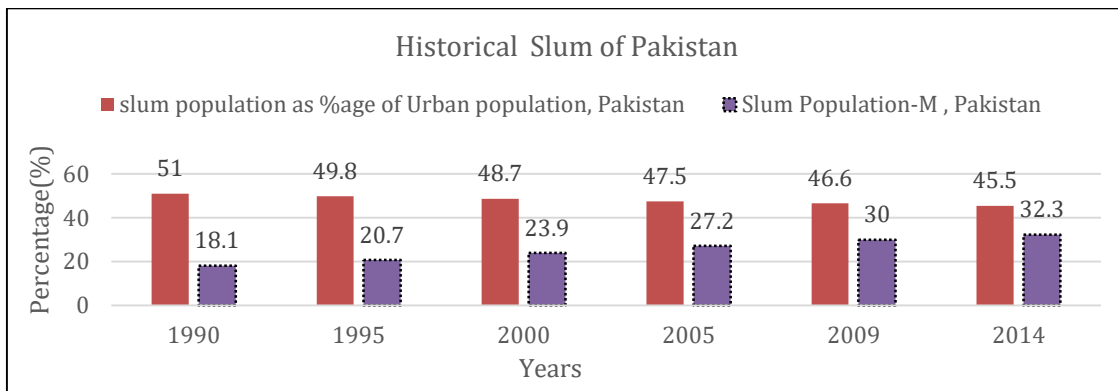 Historical Slum of Pakistan
slum population as %age of Urban population, Pakistan
Slum Population-M , Pakistan
Percentage(%)
60
40
20
0
51
18.1
49.8
20.7
48.7
23.9
47.5
27.2
46.6
30
45.5
32.3
1990 1995 2000 2005 2009 2014
Years